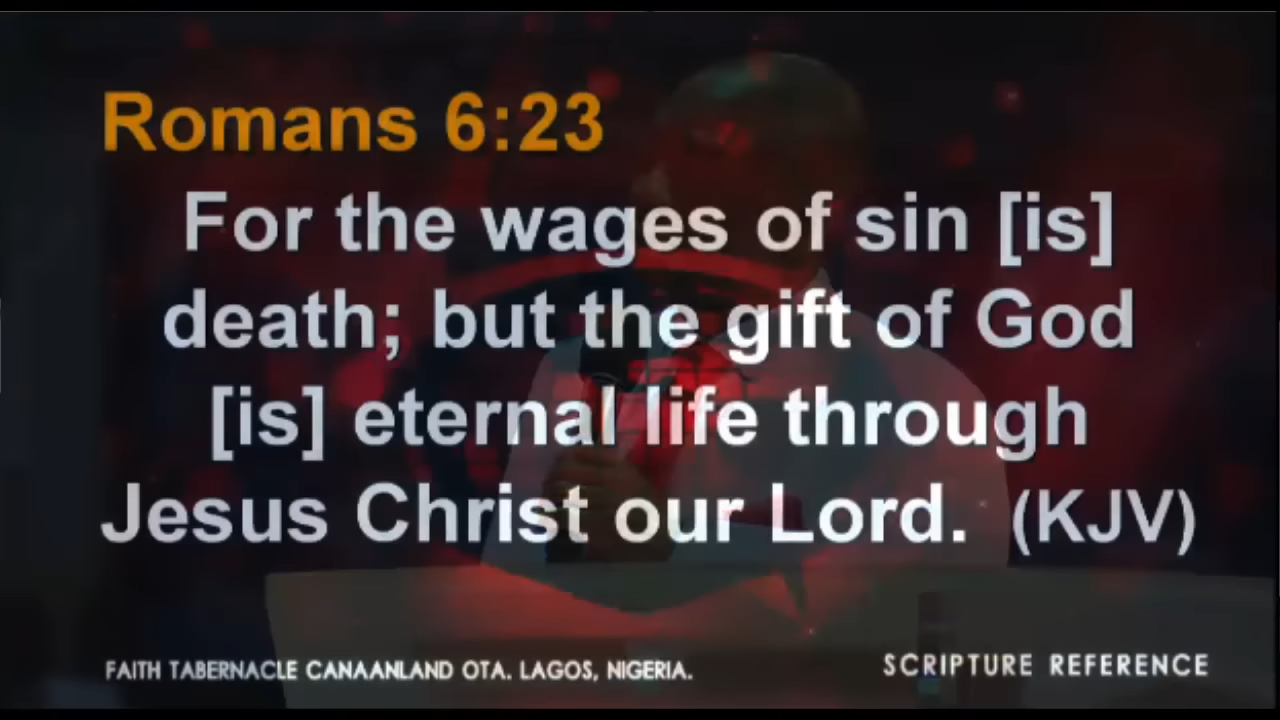 Romans 6:23
For the wages of sin [is]
death; but the gift of God
[is] eternal life through
Jesus Christ our Lord. (KJV)
FAITH TABERNACLE CANAANLAND OTA. LAGOS, NIGERIA.
SCRIPTURE REFERENCE